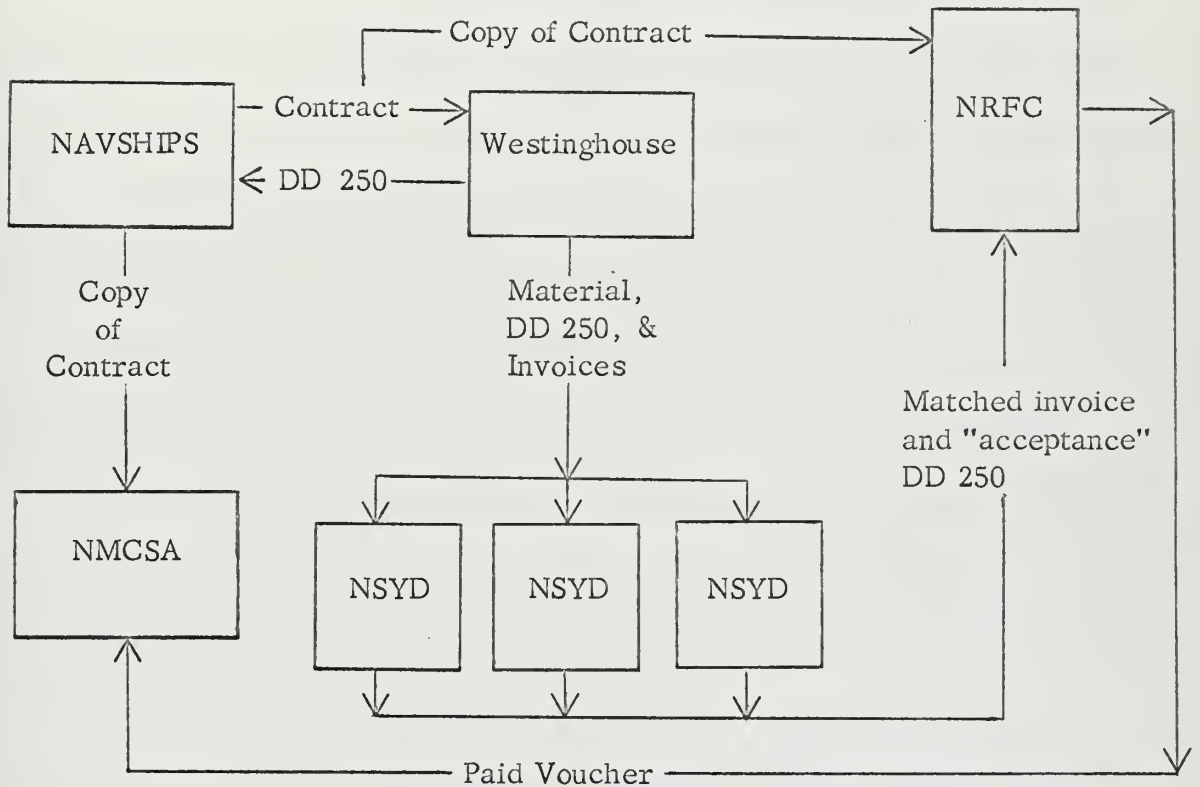 Copy of Contract
NAVSHIPS
Contract
Westinghouse
NRFC
DD 250
Copy
of
Contract
Material,
DD 250, &
Invoices
Matched invoice
and "acceptance"
DD 250
NMCSA
NSYD
NSYD
NSYD
Paid Voucher